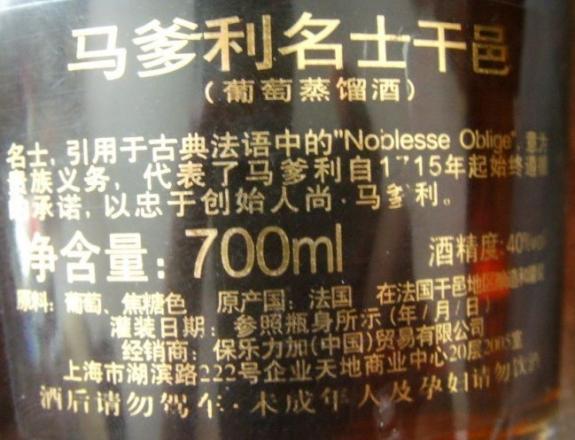 马爹利名士干邑
（葡萄蒸馏酒）
名士，引用于古典法语中的"Noblesse Oblige"，意为
贵族义务，代表了马爹利自1715年起始终遵循
的承诺，以忠于创始人尚·马爹利。
净含量：700ml 酒精度：40%vol
原料：葡萄、焦糖色 原产国：法国 在法国干邑地区
灌装日期：参照瓶身所示（年/月/日）
经销商：保乐力加(中国)贸易有限公司
上海市湖滨路222号企业天地商业中心20层2005室
酒后请勿驾车·未成年人及孕妇请勿饮酒